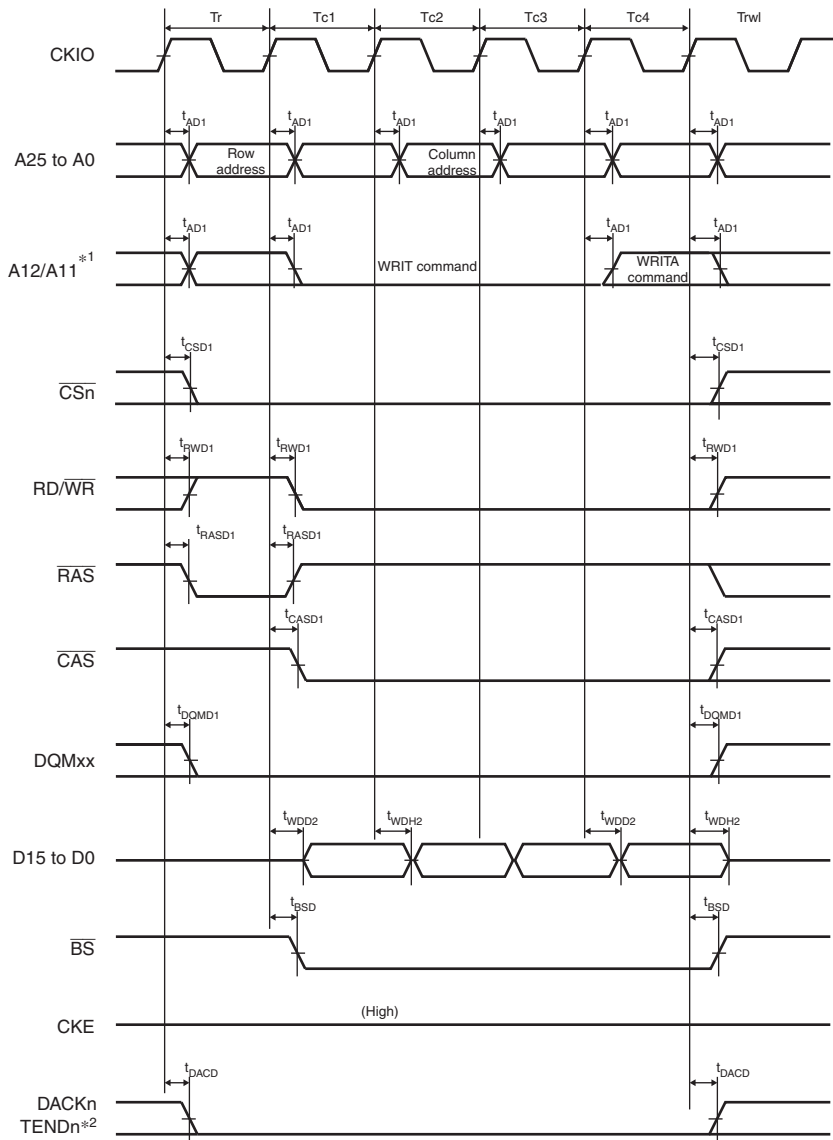 Tr Tc1 Tc2 Tc3 Tc4 Trwl
CKIO
tAD1 tAD1 tAD1 tAD1 tAD1 tAD1
A25 to A0
Row address
Column address
tAD1 tAD1 tAD1 tAD1
A12/A11*1
WRIT command
WRITA command
tCSD1 tCSD1
CSn
tRWD1 tRWD1 tRWD1
RD/WR
tRASD1 tRASD1
RAS
tCASD1 tCASD1
CAS
tDQMD1 tDQMD1
DQMxx
tWDD2 tWDH2 tWDD2 tWDH2
D15 to D0
tBSD tBSD
BS
(High)
CKE
tDACD tDACD
DACKn
TENDn*2